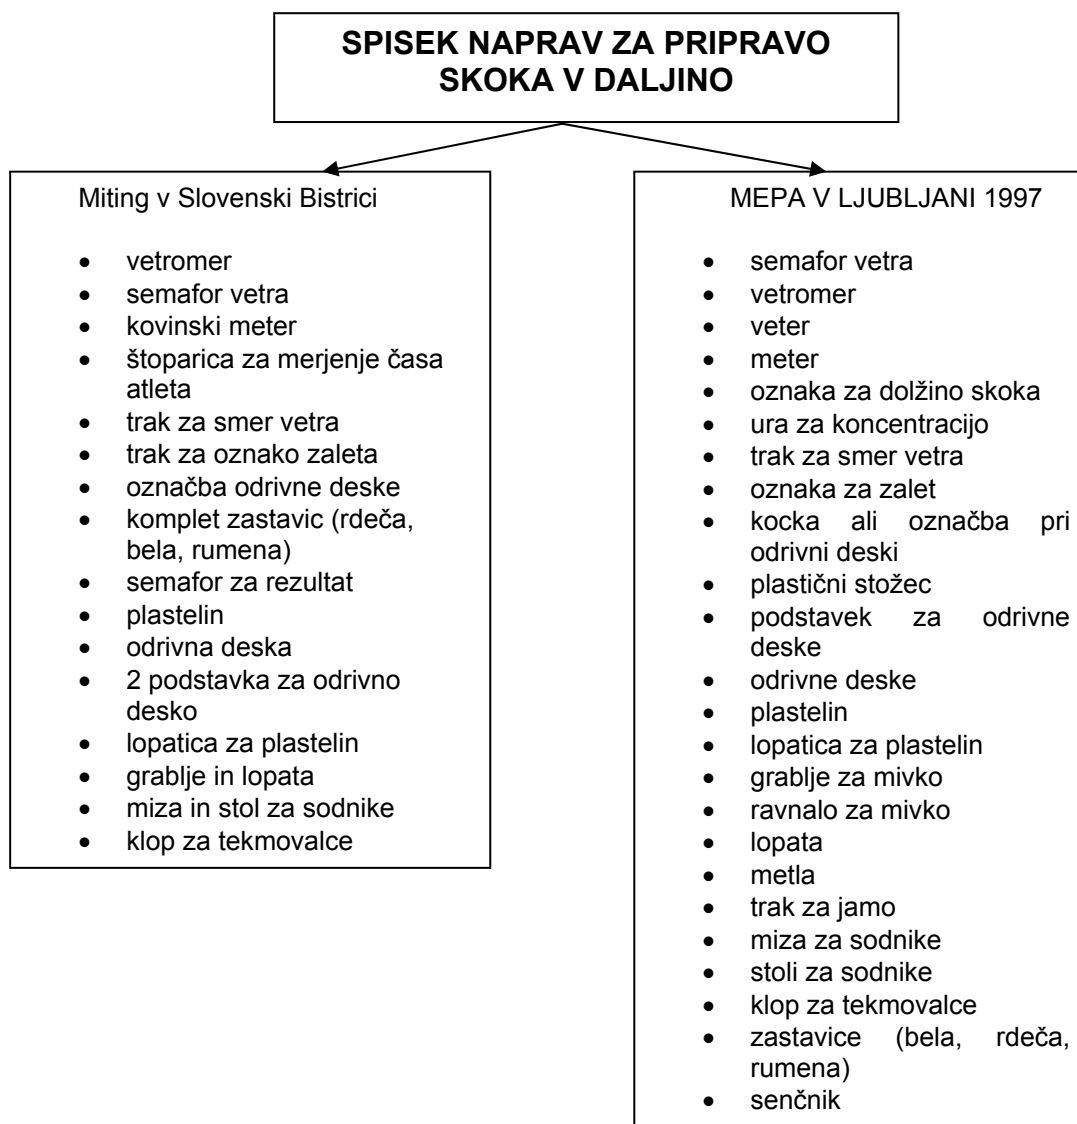 SPISEK NAPRAV ZA PRIPRAVO
SKOKA V DALJINO
Miting v Slovenski Bistrici
• vetromer
• semafor vetra
• kovinski meter
• štoparica za merjenje časa
atleta
• trak za smer vetra
• trak za oznako zaleta
• označba odrivne deske
• komplet zastavic (rdeča,
bela, rumena)
• semafor za rezultat
• plastelin
• odrivna deska
• 2 podstavka za odrivno
desko
• lopatica za plastelin
• grablje in lopata
• miza in stol za sodnike
• klop za tekmovalce
MEPA V LJUBLJANI 1997
• semafor vetra
• vetromer
• veter
• meter
• oznaka za dolžino skoka
• ura za koncentracijo
• trak za smer vetra
• oznaka za zalet
• kocka ali označba pri
odrivni deski
• plastični stožec
• podstavek za odrivne
deske
• odrivne deske
• plastelin
• lopatica za plastelin
• grablje za mivko
• ravnalo za mivko
• lopata
• metla
• trak za jamo
• miza za sodnike
• stoli za sodnike
• klop za tekmovalce
• zastavice (bela, rdeča,
rumena)
• senčnik